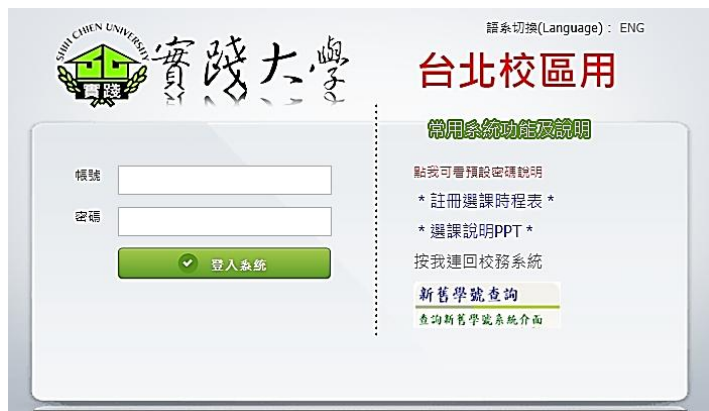 SHIH CHIEN UNIVERSITY
實踐
實踐大學
語系切換(Language)： ENG
台北校區用
常用系統功能及說明
帳號
密碼
登入系統
點我可看預設密碼說明
* 註冊選課時程表 *
* 選課說明PPT *
按我連回校務系統
新舊學號查詢
查詢新舊學號系統介面